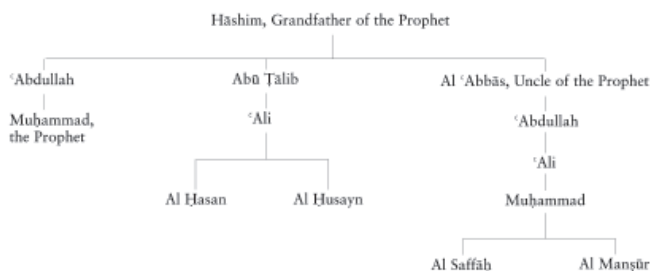 Hāshim, Grandfather of the Prophet
ʿAbdullah
Abū Ṭālib
Al ʿAbbās, Uncle of the Prophet
Muḥammad,
the Prophet
ʿAli
ʿAbdullah
ʿAli
Al Ḥasan
Al Ḥusayn
Muḥammad
Al Saffāḥ
Al Manṣūr